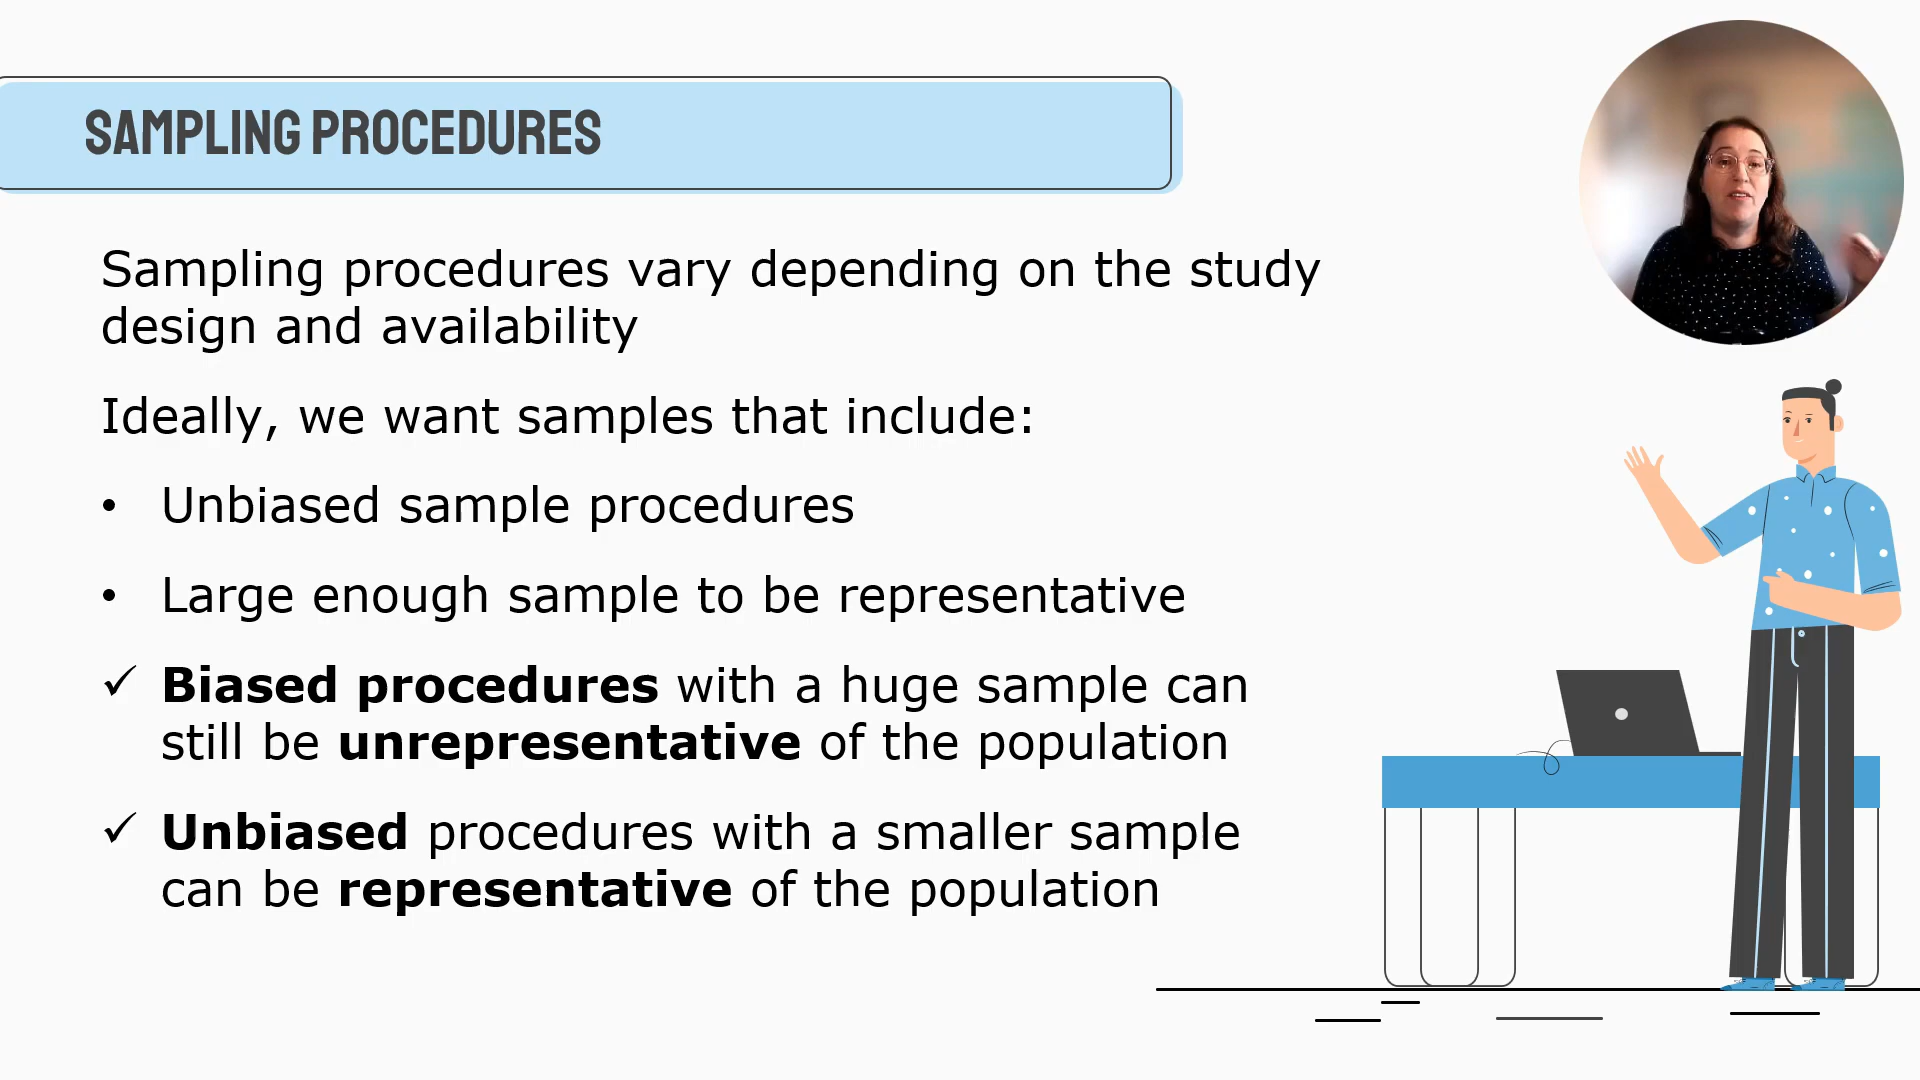 SAMPLING PROCEDURES
Sampling procedures vary depending on the study
design and availability
Ideally, we want samples that include:
• Unbiased sample procedures
• Large enough sample to be representative
✓ Biased procedures with a huge sample can
still be unrepresentative of the population
✓ Unbiased procedures with a smaller sample
can be representative of the population